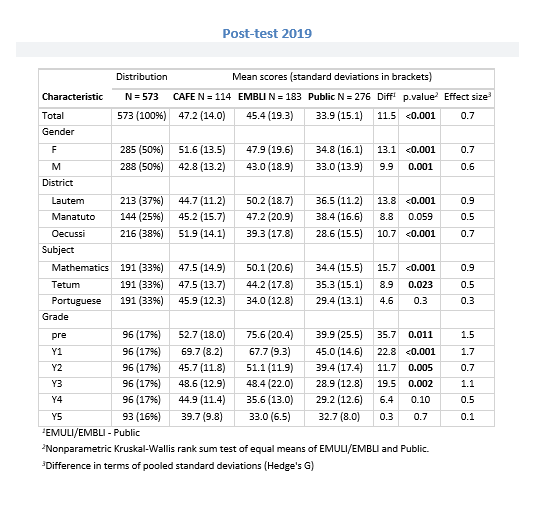 Post-test 2019
Distribution Mean scores (standard deviations in brackets)
Characteristic N = 573 CAFE N = 114 EMBLI N = 183 Public N = 276 Diff¹ p.value² Effect size³
Total 573 (100%) 47.2 (14.0) 45.4 (19.3) 33.9 (15.1) 11.5 <0.001 0.7
Gender
F 285 (50%) 51.6 (13.5) 47.9 (19.6) 34.8 (16.1) 13.1 <0.001 0.7
M 288 (50%) 42.8 (13.2) 43.0 (18.9) 33.0 (13.9) 9.9 0.001 0.6
District
Lautem 213 (37%) 44.7 (11.2) 50.2 (18.7) 36.5 (11.2) 13.8 <0.001 0.9
Manatuto 144 (25%) 45.2 (15.7) 47.2 (20.9) 38.4 (16.6) 8.8 0.059 0.5
Oecussi 216 (38%) 51.9 (14.1) 39.3 (17.8) 28.6 (15.5) 10.7 <0.001 0.7
Subject
Mathematics 191 (33%) 47.5 (14.9) 50.1 (20.6) 34.4 (15.5) 15.7 <0.001 0.9
Tetum 191 (33%) 47.5 (13.7) 44.2 (17.8) 35.3 (15.1) 8.9 0.023 0.5
Portuguese 191 (33%) 45.9 (12.3) 34.0 (12.8) 29.4 (13.1) 4.6 0.3 0.3
Grade
pre 96 (17%) 52.7 (18.0) 75.6 (20.4) 39.9 (25.5) 35.7 0.011 1.5
Y1 96 (17%) 69.7 (8.2) 67.7 (9.3) 45.0 (14.6) 22.8 <0.001 1.7
Y2 96 (17%) 45.7 (11.8) 51.1 (11.9) 39.4 (17.4) 11.7 0.005 0.7
Y3 96 (17%) 48.6 (12.9) 48.4 (22.0) 28.9 (12.8) 19.5 0.002 1.1
Y4 96 (17%) 44.9 (11.4) 35.6 (13.0) 29.2 (12.6) 6.4 0.10 0.5
Y5 93 (16%) 39.7 (9.8) 33.0 (6.5) 32.7 (8.0) 0.3 0.7 0.1
¹EMULI/EMBLI - Public
²Nonparametric Kruskal-Wallis rank sum test of equal means of EMULI/EMBLI and Public.
³Difference in terms of pooled standard deviations (Hedge's G)